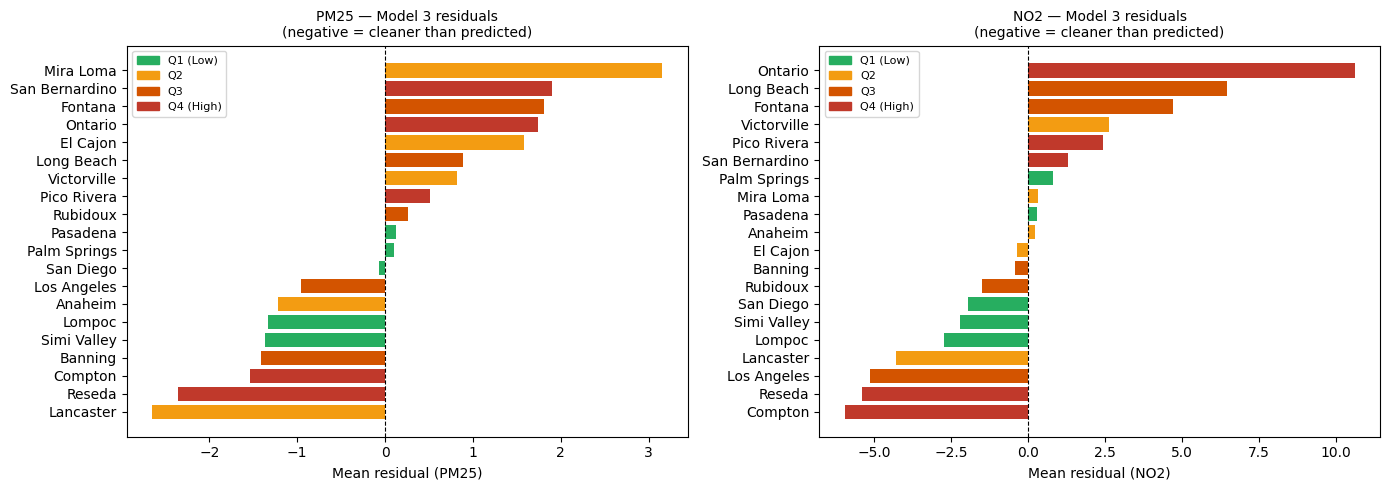 PM25 — Model 3 residuals
(negative = cleaner than predicted)
Q1 (Low)
Q2
Q3
Q4 (High)
Mira Loma
San Bernardino
Fontana
Ontario
El Cajon
Long Beach
Victorville
Pico Rivera
Rubidoux
Pasadena
Palm Springs
San Diego
Los Angeles
Anaheim
Lompoc
Simi Valley
Banning
Compton
Reseda
Lancaster
−2 −1 0 1 2 3
Mean residual (PM25)
NO2 — Model 3 residuals
(negative = cleaner than predicted)
Q1 (Low)
Q2
Q3
Q4 (High)
Ontario
Long Beach
Fontana
Victorville
Pico Rivera
San Bernardino
Palm Springs
Mira Loma
Pasadena
Anaheim
El Cajon
Banning
Rubidoux
San Diego
Simi Valley
Lompoc
Lancaster
Los Angeles
Reseda
Compton
−5.0 −2.5 0.0 2.5 5.0 7.5 10.0
Mean residual (NO2)